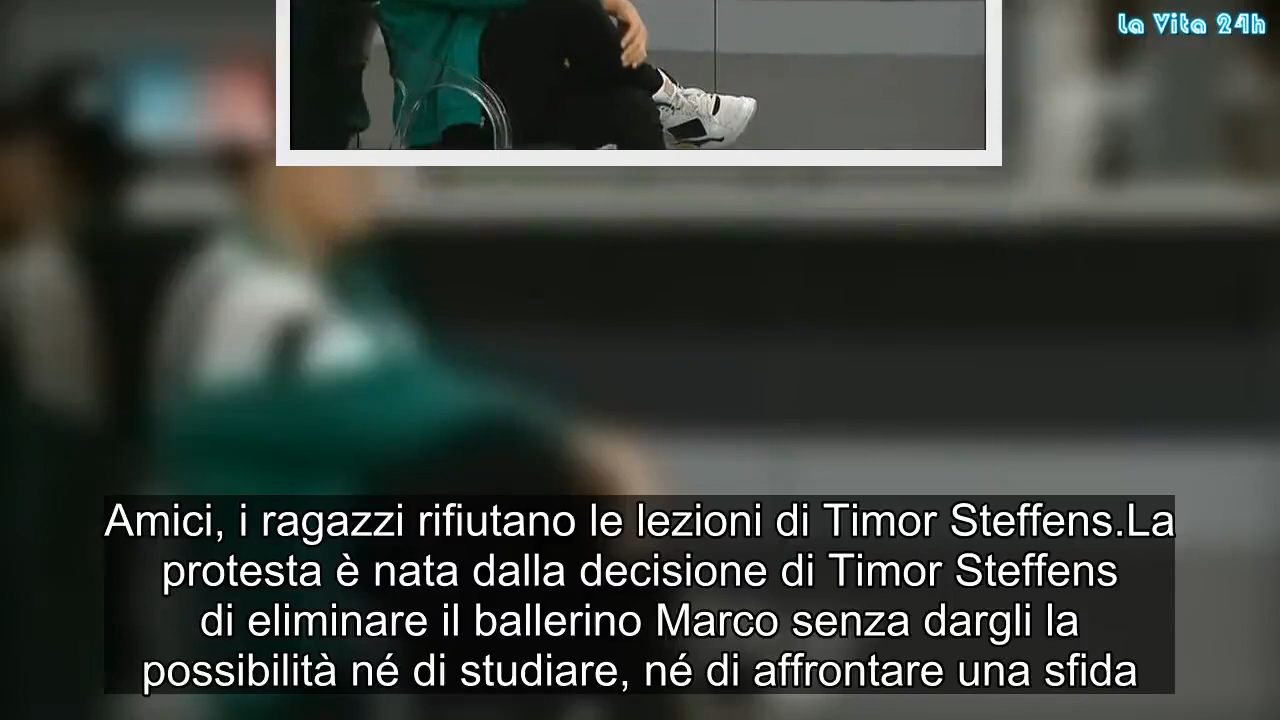 La Vita 24h
Amici, i ragazzi rifiutano le lezioni di Timor Steffens.La
protesta è nata dalla decisione di Timor Steffens
di eliminare il ballerino Marco senza dargli la
possibilità né di studiare, né di affrontare una sfida